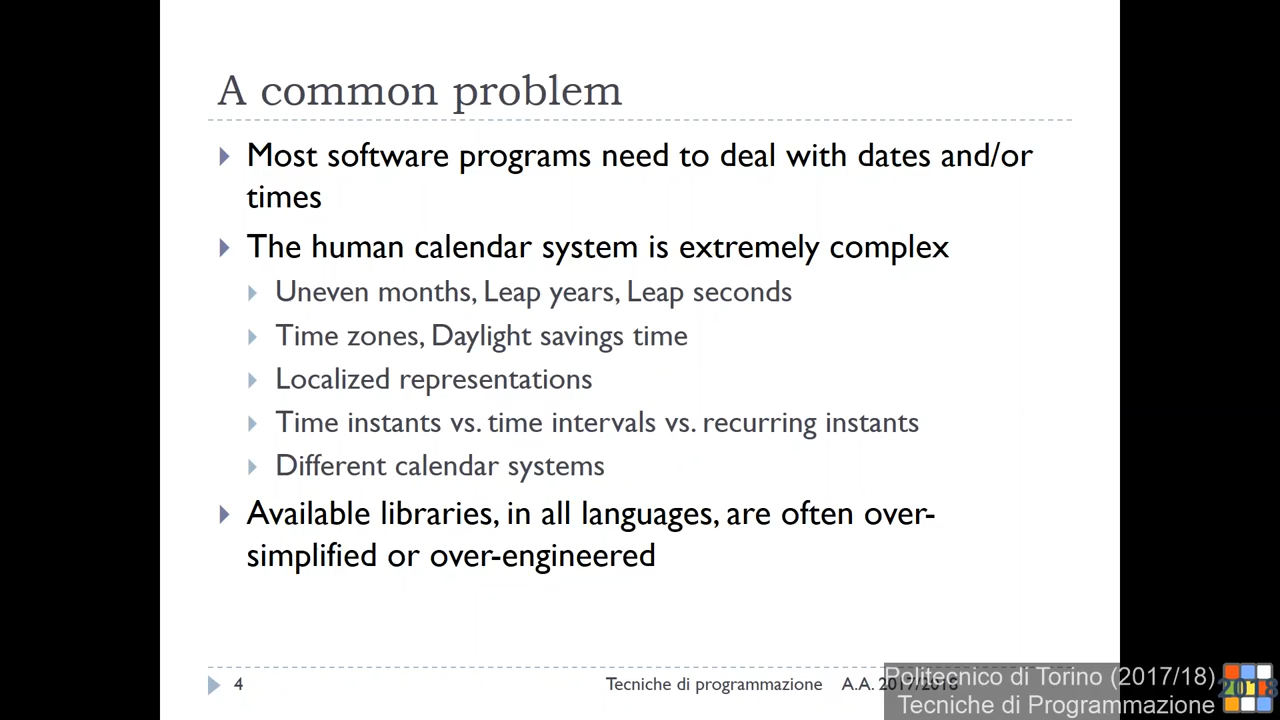 A common problem
Most software programs need to deal with dates and/or
times
The human calendar system is extremely complex
Uneven months, Leap years, Leap seconds
Time zones, Daylight savings time
Localized representations
Time instants vs. time intervals vs. recurring instants
Different calendar systems
Available libraries, in all languages, are often over-
simplified or over-engineered
4
Tecniche di programmazione A.A. 2017/2018
Politecnico di Torino (2017/18)
Tecniche di Programmazione
2018